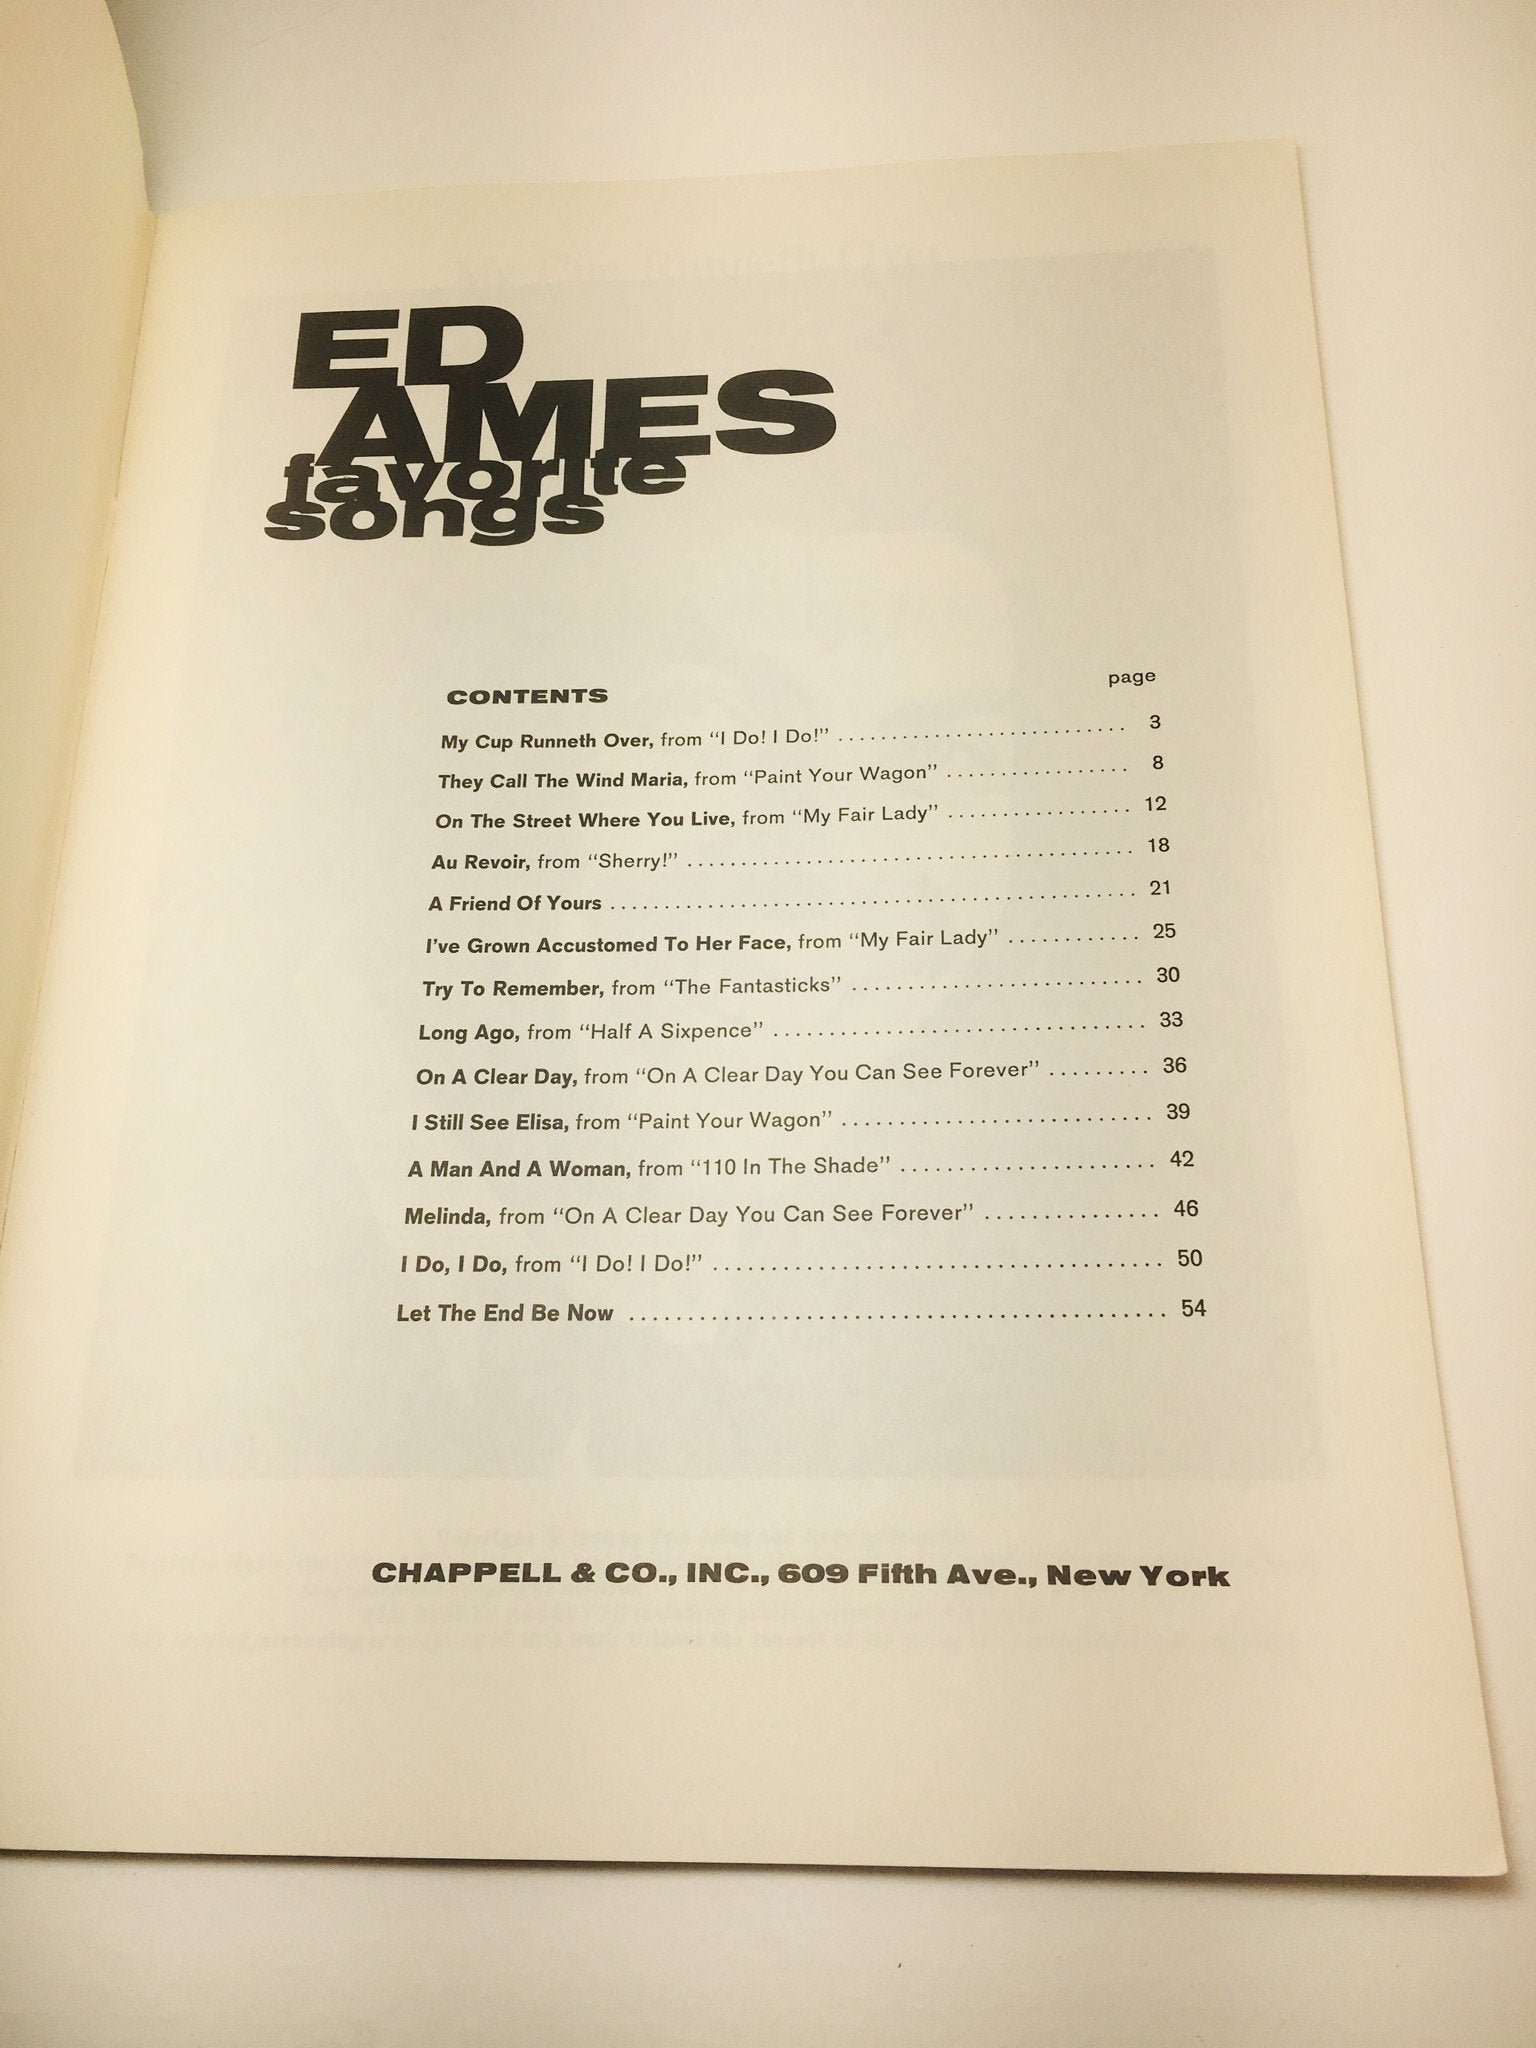 ED
AMES
favorite
songs
CONTENTS page
My Cup Runneth Over, from "I Do! I Do!" ........................... 3
They Call The Wind Maria, from "Paint Your Wagon" ................. 8
On The Street Where You Live, from "My Fair Lady" ................. 12
Au Revoir, from "Sherry!" ......................................... 18
A Friend Of Yours ................................................. 21
I've Grown Accustomed To Her Face, from "My Fair Lady" ............ 25
Try To Remember, from "The Fantasticks" ........................... 30
Long Ago, from "Half A Sixpence" .................................. 33
On A Clear Day, from "On A Clear Day You Can See Forever" ......... 36
I Still See Elisa, from "Paint Your Wagon" ........................... 39
A Man And A Woman, from "110 In The Shade" ...................... 42
Melinda, from "On A Clear Day You Can See Forever" ............... 46
I Do, I Do, from "I Do! I Do!" ....................................... 50
Let The End Be Now .............................................. 54
CHAPPELL & CO., INC., 609 Fifth Ave., New York